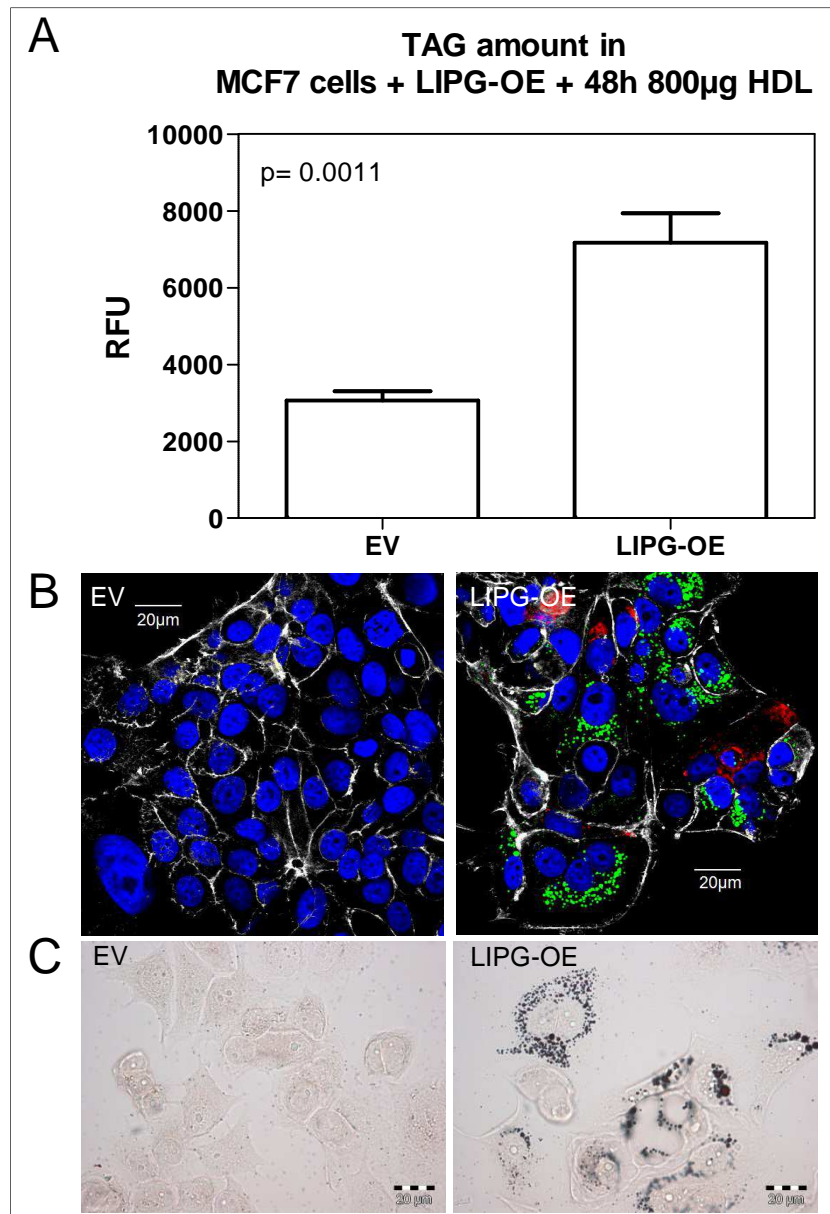 A
TAG amount in
MCF7 cells + LIPG-OE + 48h 800µg HDL
10000
8000
6000
4000
2000
0
RFU
p= 0.0011
EV
LIPG-OE
B
EV
20µm
LIPG-OE
20µm
C
EV
20 µm
LIPG-OE
20 µm